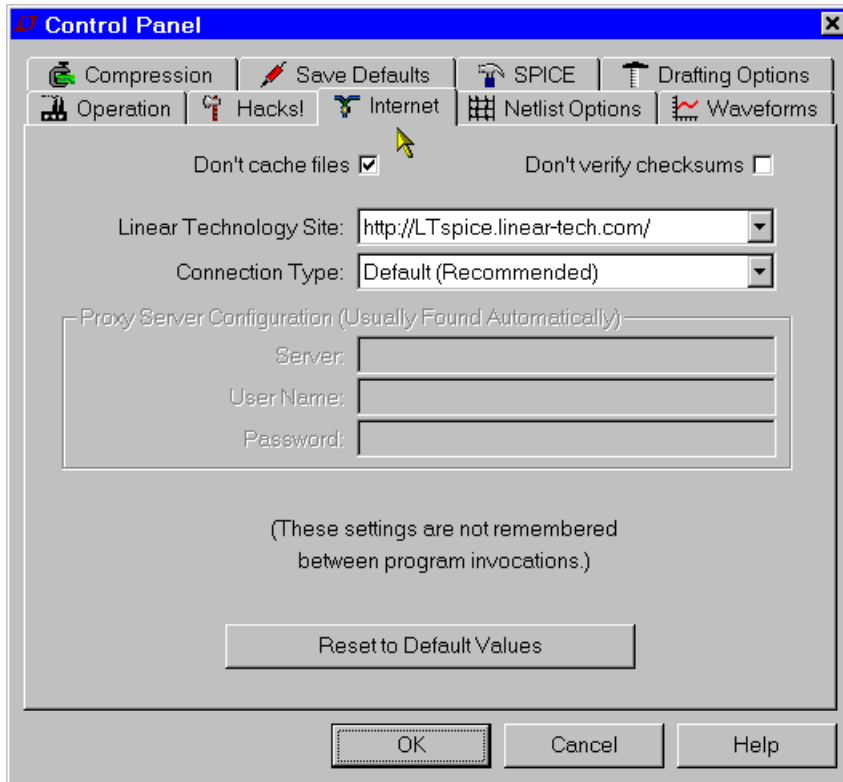 Control Panel
Compression Save Defaults SPICE Drafting Options
Operation Hacks! Internet Netlist Options Waveforms
Don't cache files Don't verify checksums
Linear Technology Site: http://LTspice.linear-tech.com/
Connection Type: Default (Recommended)
Proxy Server Configuration (Usually Found Automatically)
Server:
User Name:
Password:
(These settings are not remembered
between program invocations.)
Reset to Default Values
OK Cancel Help